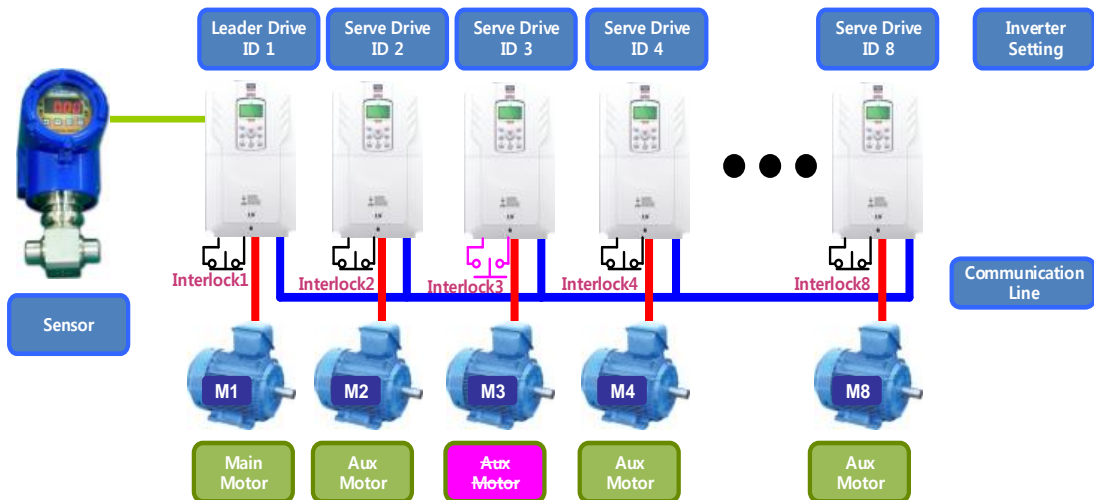 Leader Drive
ID 1
Serve Drive
ID 2
Serve Drive
ID 3
Serve Drive
ID 4
Serve Drive
ID 8
Inverter
Setting
Interlock1
Interlock2
Interlock3
Interlock4
Interlock8
Communication
Line
Sensor
M1
M2
M3
M4
M8
Main
Motor
Aux
Motor
Aux
Motor
Aux
Motor
Aux
Motor